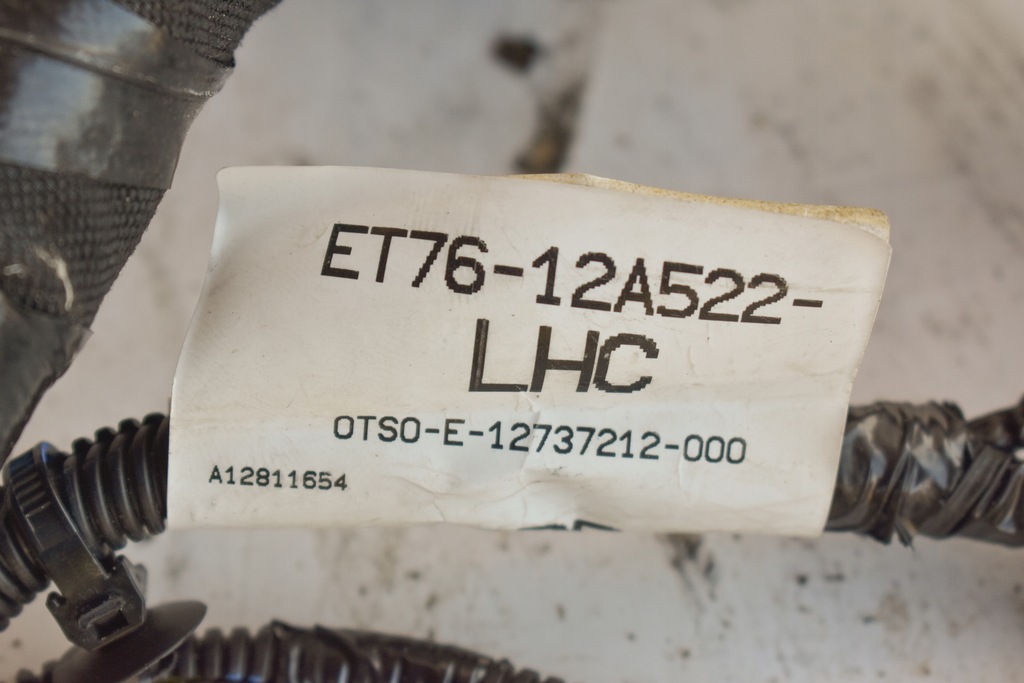 ET76-12A522-
LHC
OTSO-E-12737212-000
A12811654